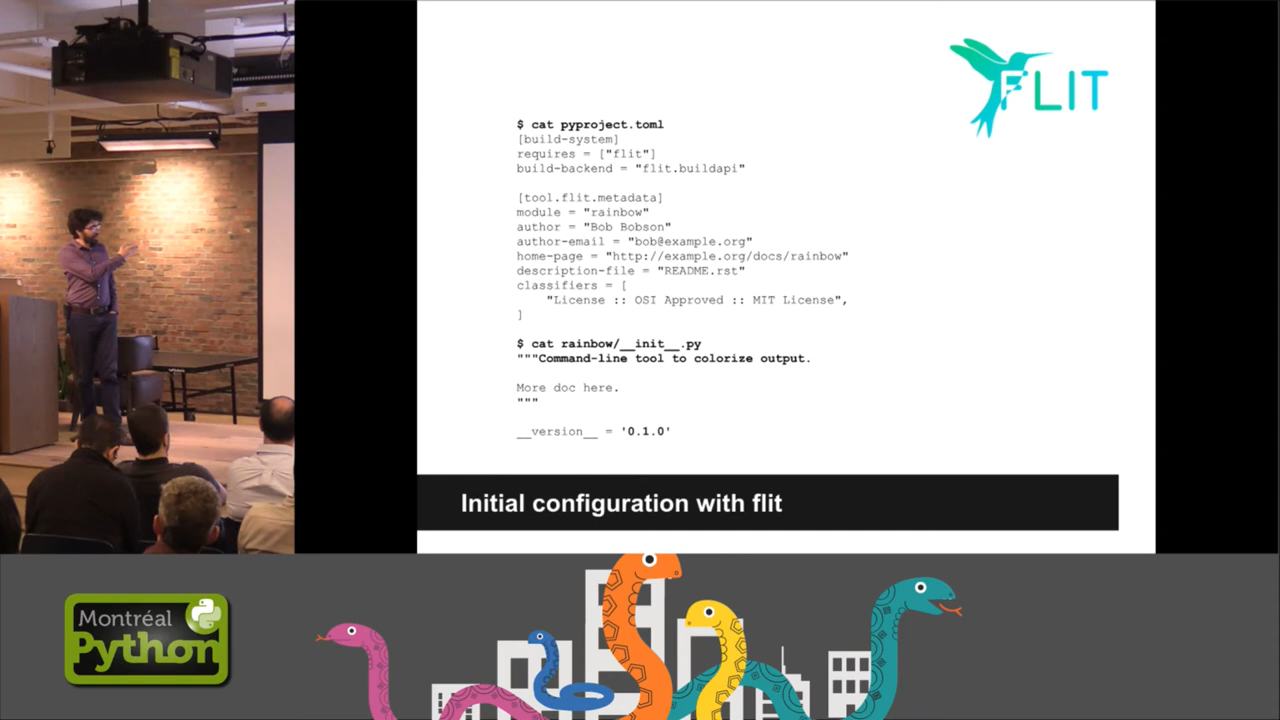 FLIT
$ cat pyproject.toml
[build-system]
requires = ["flit"]
build-backend = "flit.buildapi"
[tool.flit.metadata]
module = "rainbow"
author = "Bob Bobson"
author-email = "bob@example.org"
home-page = "http://example.org/docs/rainbow"
description-file = "README.rst"
classifiers = [
    "License :: OSI Approved :: MIT License",
]
$ cat rainbow/__init__.py
"""Command-line tool to colorize output.
More doc here.
"""
__version__ = '0.1.0'
Initial configuration with flit
Montréal
Python